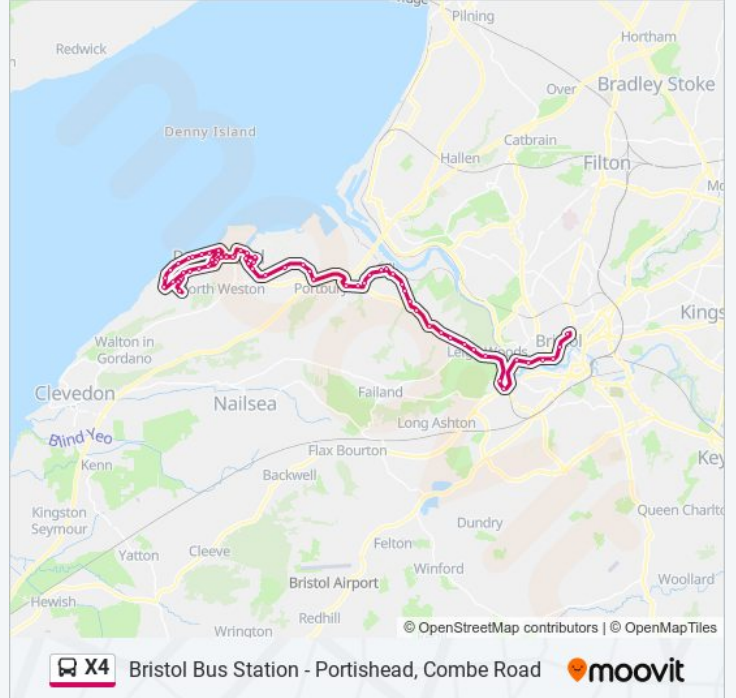 Pilning
Redwick
Hortham
Over
Bradley Stoke
Denny Island
Catbrain
Hallen
Filton
North Weston
Portbury
Kings
Bristol
Leigh Woods
Walton in
Gordano
Clevedon
Failand
Nailsea
Long Ashton
Blind Yeo
Flax Bourton
Kenn
Key
Backwell
Kingston
Seymour
Queen Charlto
Dundry
Yatton
Cleeve
Felton
Winford
Bristol Airport
Woollard
Hewish
Redhill
Wrington
© OpenStreetMap contributors | © OpenMapTiles
X4 Bristol Bus Station - Portishead, Combe Road moovit